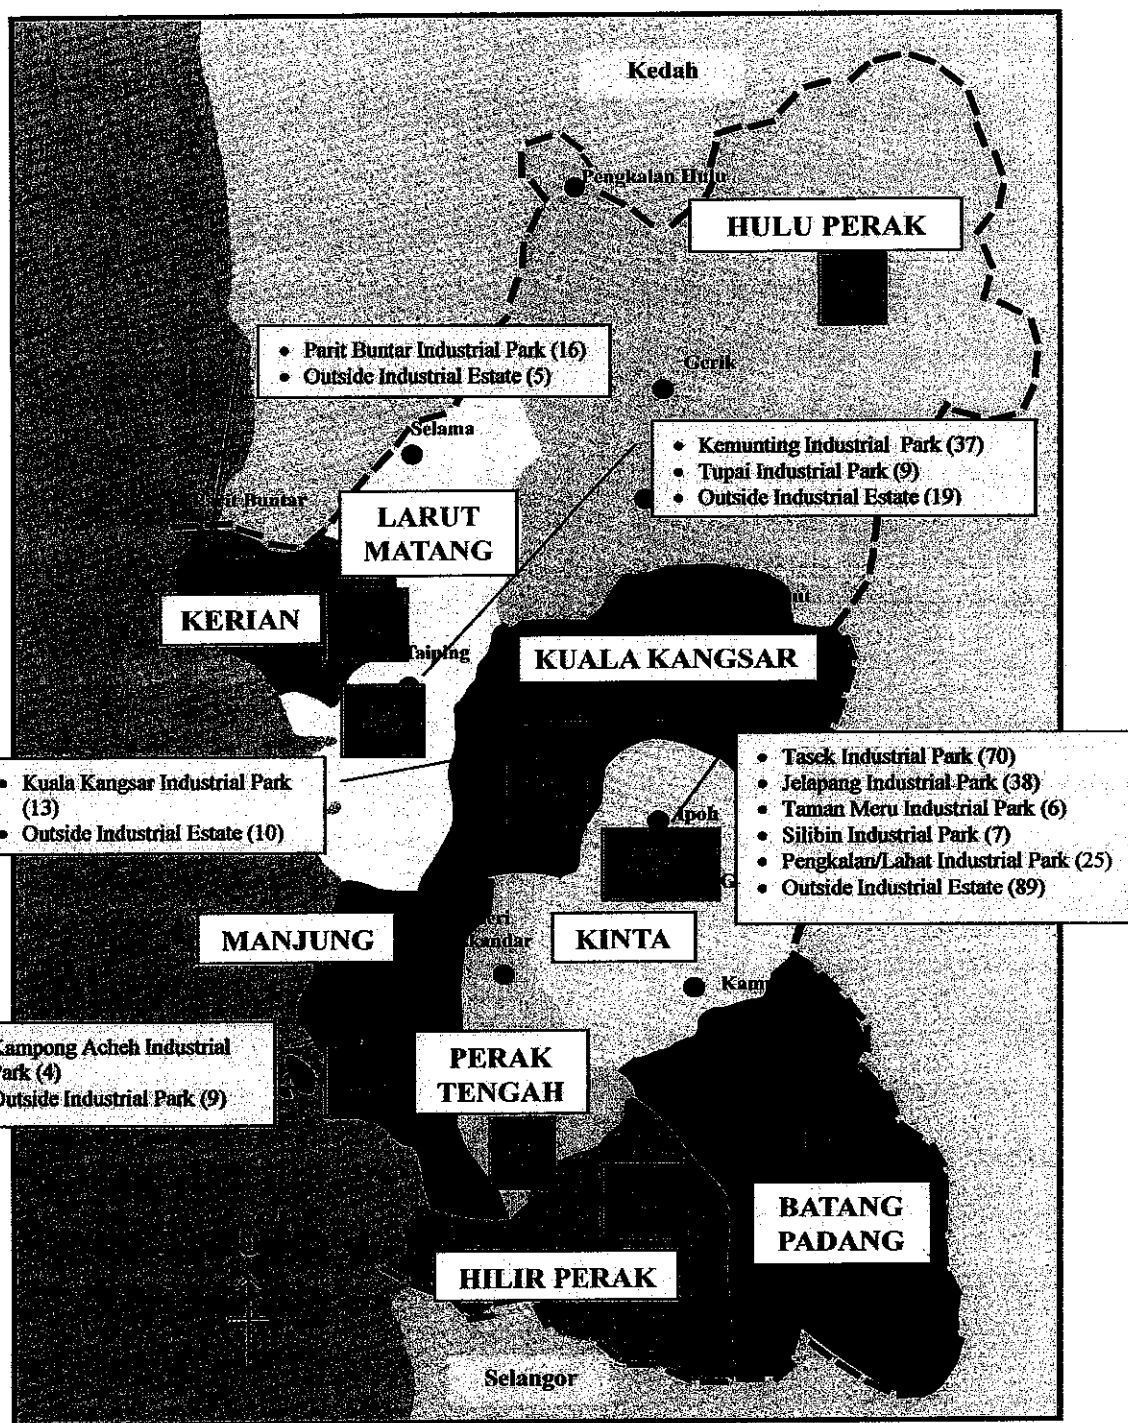 Kedah
Pengkalan Hulu
HULU PERAK
• Parit Buntar Industrial Park (16)
• Outside Industrial Estate (5)
Gerik
Selama
• Kemunting Industrial Park (37)
• Tupai Industrial Park (9)
• Outside Industrial Estate (19)
Buntar
LARUT
MATANG
KERIAN
Taiping
KUALA KANGSAR
• Kuala Kangsar Industrial Park
(13)
• Outside Industrial Estate (10)
• Tasek Industrial Park (70)
• Jelapang Industrial Park (38)
• Taman Meru Industrial Park (6)
• Silibin Industrial Park (7)
• Pengkalan/Lahat Industrial Park (25)
• Outside Industrial Estate (89)
Ipoh
MANJUNG
KINTA
Kam
Kampong Acheh Industrial
Park (4)
Outside Industrial Park (9)
PERAK
TENGAH
BATANG
PADANG
HILIR PERAK
Selangor